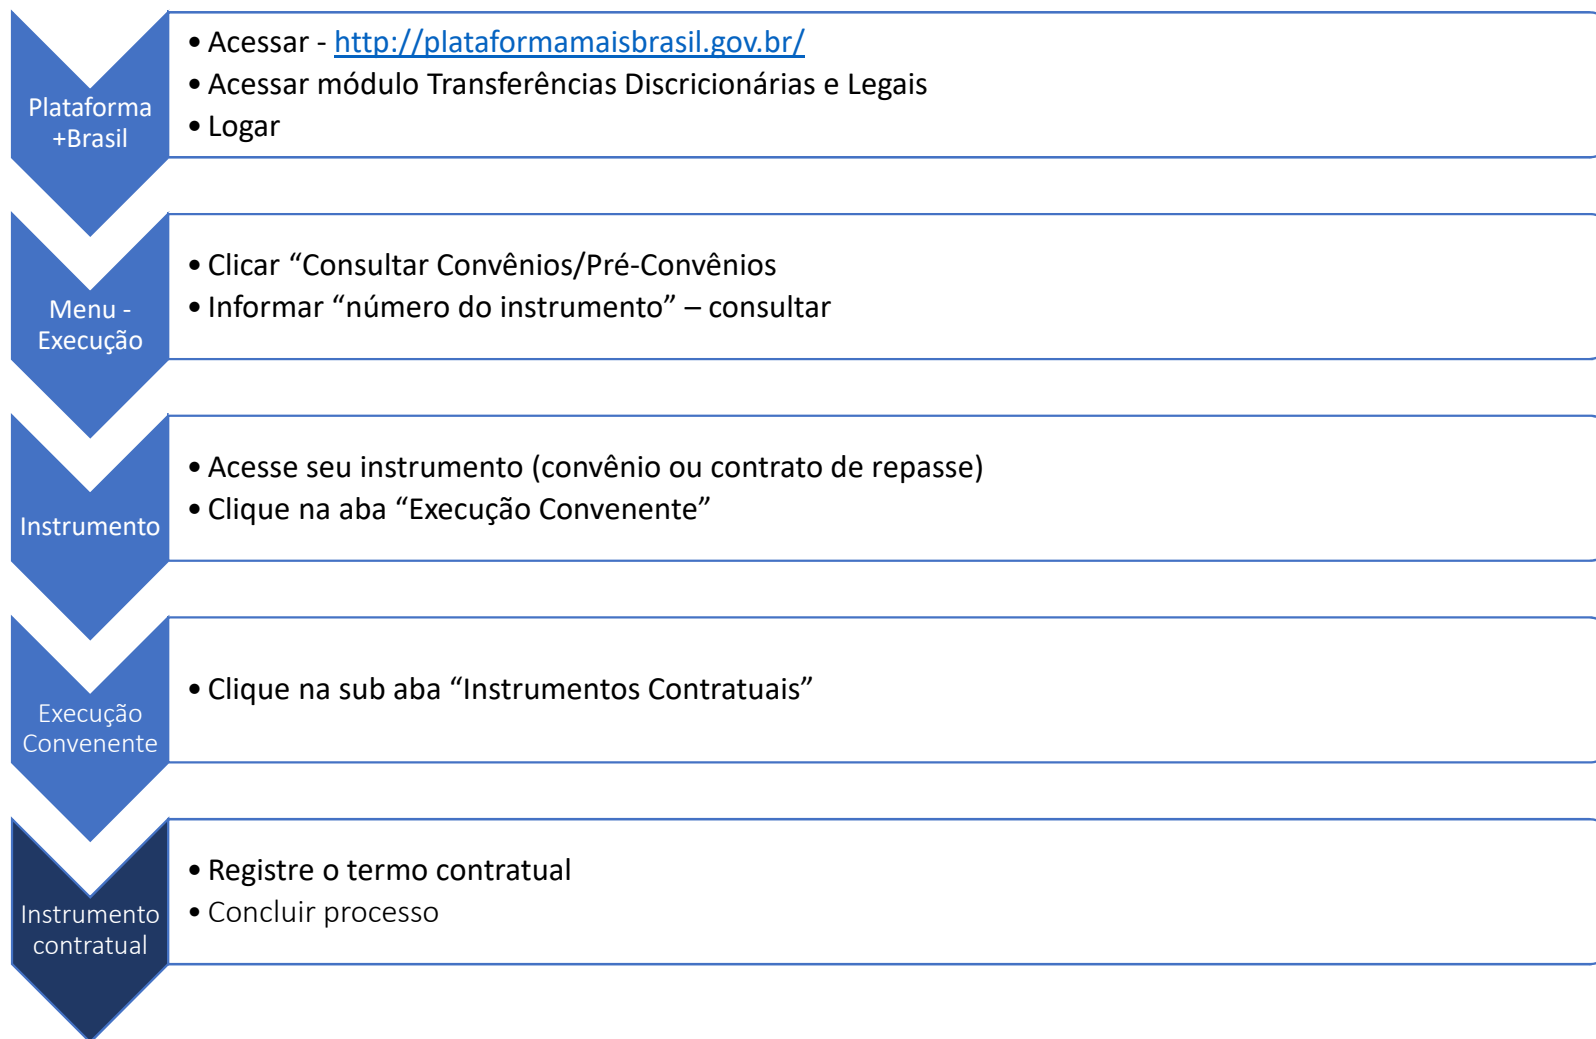 Plataforma
+Brasil
• Acessar - http://plataformamaisbrasil.gov.br/
• Acessar módulo Transferências Discricionárias e Legais
• Logar
Menu -
Execução
• Clicar “Consultar Convênios/Pré-Convênios
• Informar “número do instrumento” – consultar
Instrumento
• Acesse seu instrumento (convênio ou contrato de repasse)
• Clique na aba “Execução Convenente”
Execução
Convenente
• Clique na sub aba “Instrumentos Contratuais”
Instrumento
contratual
• Registre o termo contratual
• Concluir processo